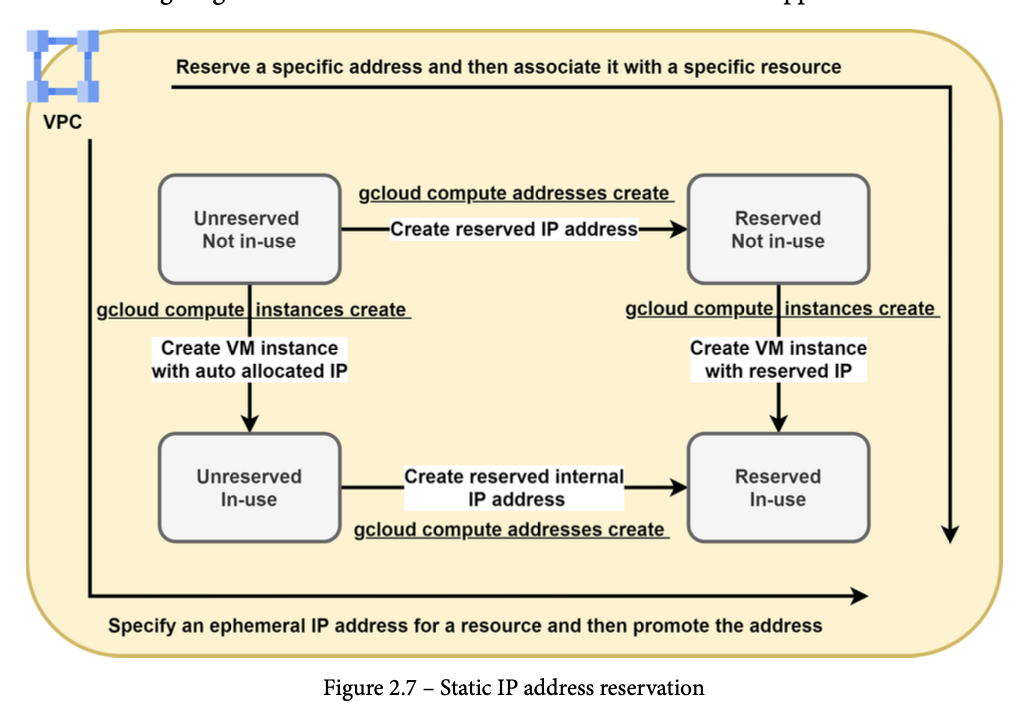 Reserve a specific address and then associate it with a specific resource
VPC
gcloud compute addresses create
Unreserved
Not in-use
Create reserved IP address
Reserved
Not in-use
gcloud compute instances create
gcloud compute instances create
Create VM instance
with auto allocated IP
Create VM instance
with reserved IP
Unreserved
In-use
Create reserved internal
IP address
Reserved
In-use
gcloud compute addresses create
Specify an ephemeral IP address for a resource and then promote the address
Figure 2.7 – Static IP address reservation